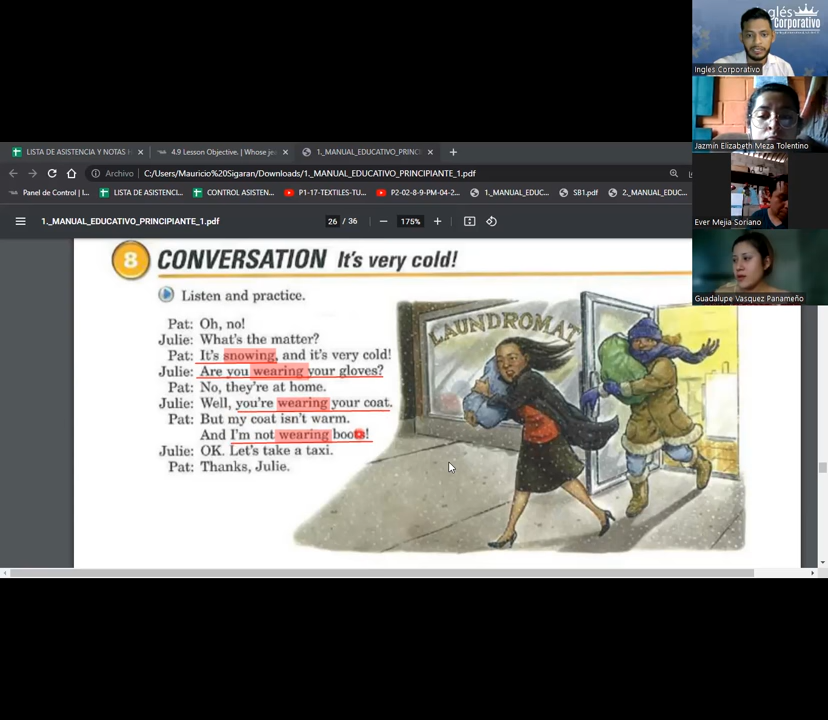 Inglés
Corporativo
Ingles Corporativo
Jazmin Elizabeth Meza Tolentino
Ever Mejia Soriano
Guadalupe Vasquez Panameño
LISTA DE ASISTENCIA Y NOTAS
4.9 Lesson Objective. | Whose je
1._MANUAL_EDUCATIVO_PRINCI
Archivo
C:/Users/Mauricio%20Sigaran/Downloads/1._MANUAL_EDUCATIVO_PRINCIPIANTE_1.pdf
Panel de Control | I...
LISTA DE ASISTENCI...
CONTROL ASISTEN...
P1-17-TEXTILES-TU...
P2-02-8-9-PM-04-2...
1._MANUAL_EDUC...
SB1.pdf
2._MANUAL_EDUC...
1._MANUAL_EDUCATIVO_PRINCIPIANTE_1.pdf
26 / 36
175%
8 CONVERSATION It's very cold!
Listen and practice.
Pat: Oh, no!
Julie: What's the matter?
Pat: It's snowing, and it's very cold!
Julie: Are you wearing your gloves?
Pat: No, they're at home.
Julie: Well, you're wearing your coat.
Pat: But my coat isn't warm.
And I'm not wearing boots!
Julie: OK. Let's take a taxi.
Pat: Thanks, Julie.
LAUNDROMAT